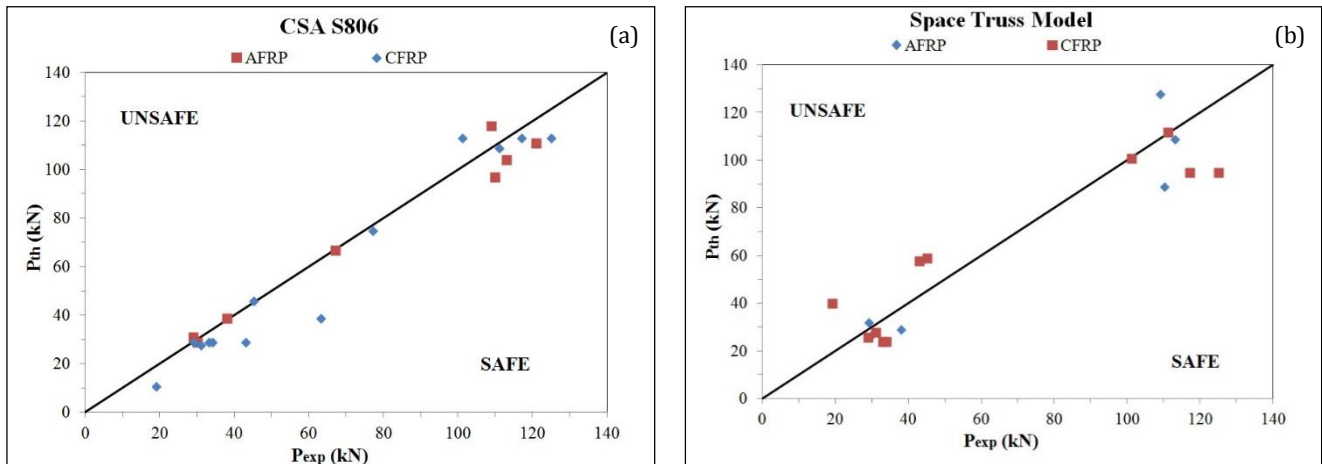 CSA S806
(a)
AFRP CFRP
140
120
100
80
60
40
20
0
UNSAFE
SAFE
Pth (kN)
0 20 40 60 80 100 120 140
Pexp (kN)
Space Truss Model
(b)
AFRP CFRP
140
120
100
80
60
40
20
0
UNSAFE
SAFE
Pth (kN)
0 20 40 60 80 100 120 140
Pexp (kN)